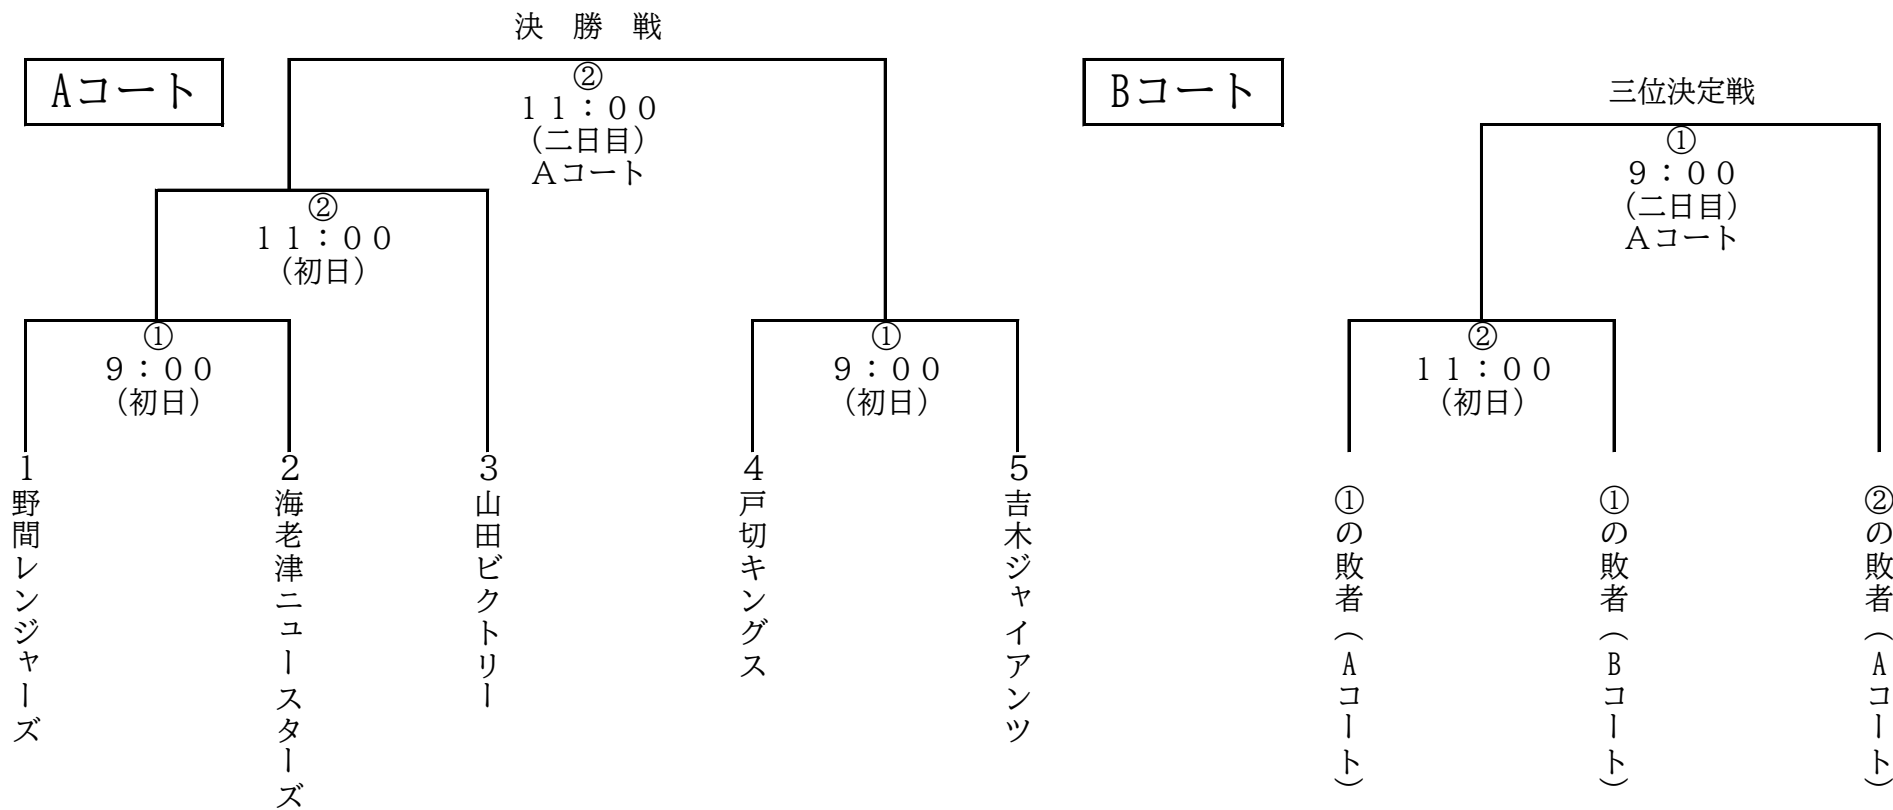 決 勝 戦
Aコート
②
11:00
(二日目)
Aコート
②
11:00
(初日)
①
9:00
(初日)
①
9:00
(初日)
1 野間レンジャーズ
2 海老津ニュースターズ
3 山田ビクトリー
4 戸切キングス
5 吉木ジャイアンツ
Bコート
三位決定戦
①
9:00
(二日目)
Aコート
②
11:00
(初日)
①の敗者(Aコート)
①の敗者(Bコート)
②の敗者(Aコート)